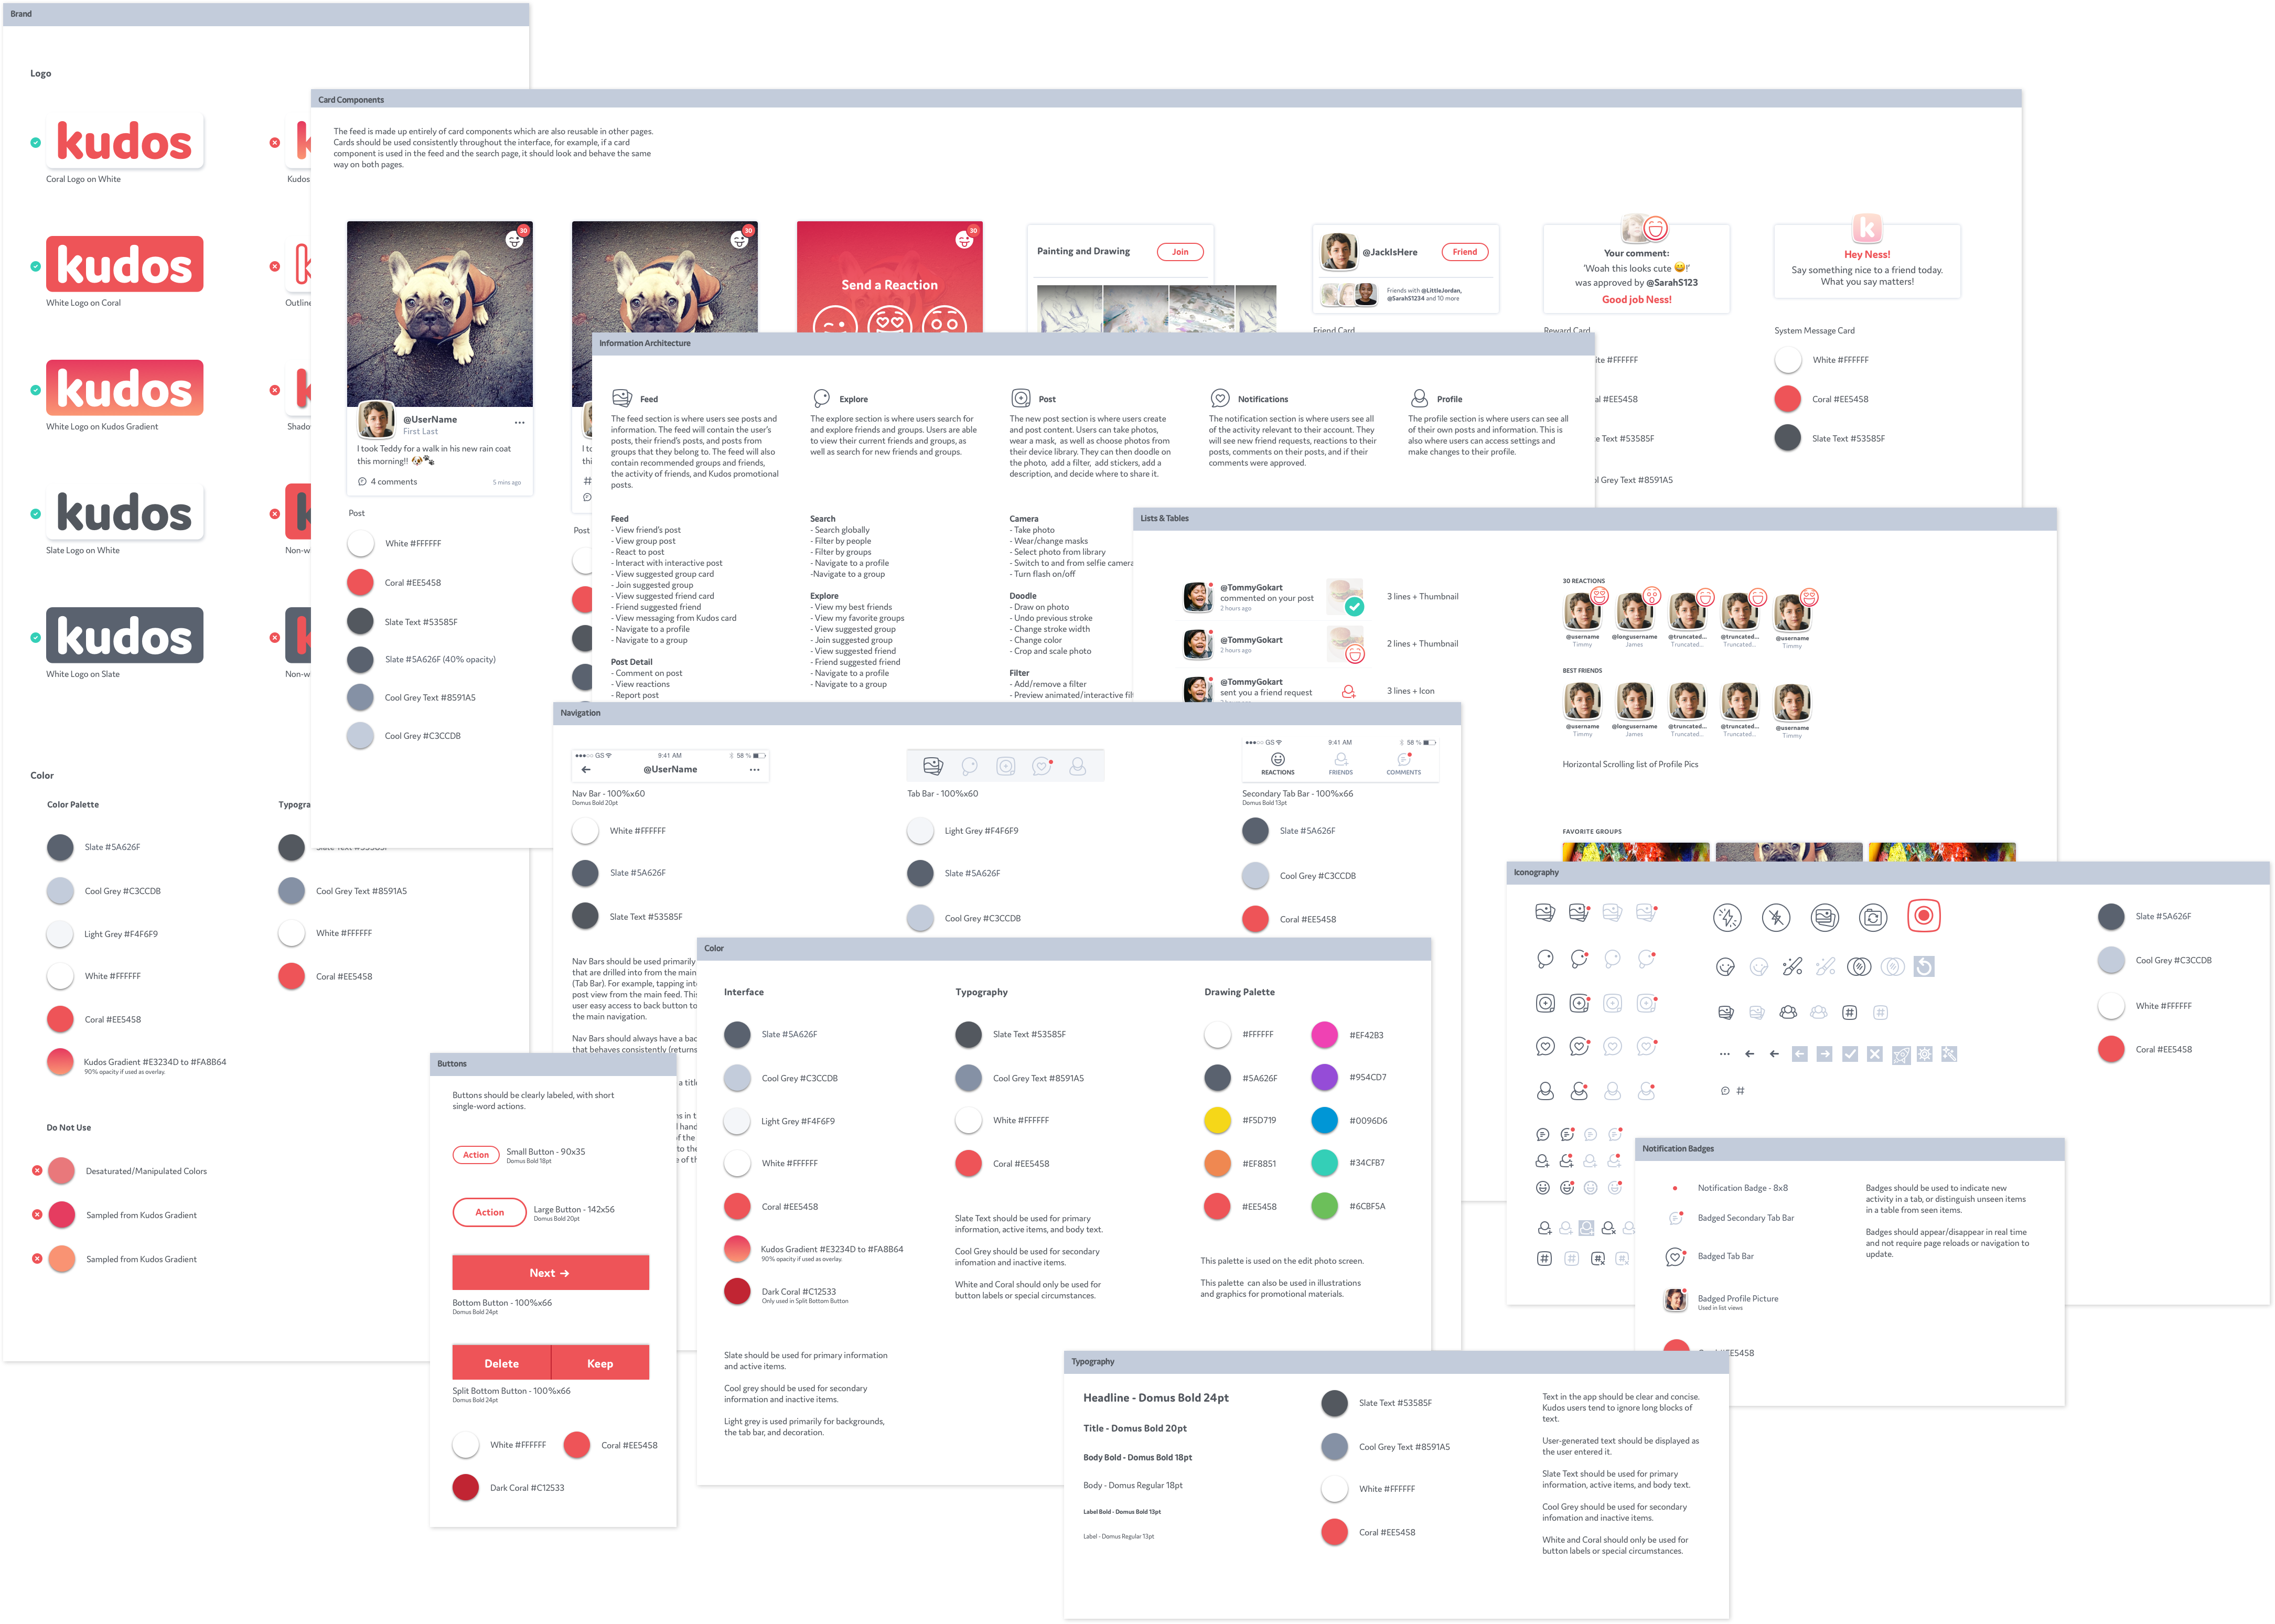 Brand
Logo
kudos
Coral Logo on White
k
Kudos
kudos
White Logo on Coral
k
Outline
kudos
White Logo on Kudos Gradient
k
Shado
kudos
Slate Logo on White
k
Non-w
kudos
White Logo on Slate
k
Non-w
Color
Color Palette
Slate #5A626F
Cool Grey #C3CCDB
Light Grey #F4F6F9
White #FFFFFF
Coral #EE5458
Kudos Gradient #E3234D to #FA8B64
90% opacity if used as overlay.
Typogra
Cool Grey Text #8591A5
White #FFFFFF
Coral #EE5458
Do Not Use
Desaturated/Manipulated Colors
Sampled from Kudos Gradient
Sampled from Kudos Gradient
Card Components
The feed is made up entirely of card components which are also reusable in other pages.
Cards should be used consistently throughout the interface, for example, if a card
component is used in the feed and the search page, it should look and behave the same
way on both pages.
30
@UserName
First Last
I took Teddy for a walk in his new rain coat
this morning!! 🐶🐾
4 comments
5 mins ago
Post
White #FFFFFF
Coral #EE5458
Slate Text #53585F
Slate #5A626F (40% opacity)
Cool Grey Text #8591A5
Cool Grey #C3CCDB
30
I tc
thi
#
Post
30
Send a Reaction
Painting and Drawing
Join
@JackIsHere
Friend
Friends with @LittleJordan,
@SarahS1234 and 10 more
Friend Card
Your comment:
'Woah this looks cute 😀!'
was approved by @SarahS123
Good job Ness!
Reward Card
ite #FFFFFF
al #EE5458
e Text #53585F
ol Grey Text #8591A5
k
Hey Ness!
Say something nice to a friend today.
What you say matters!
System Message Card
White #FFFFFF
Coral #EE5458
Slate Text #53585F
Information Architecture
Feed
The feed section is where users see posts and
information. The feed will contain the user's
posts, their friend's posts, and posts from
groups that they belong to. The feed will also
contain recommended groups and friends,
the activity of friends, and Kudos promotional
posts.
Explore
The explore section is where users search for
and explore friends and groups. Users are able
to view their current friends and groups, as
well as search for new friends and groups.
Post
The new post section is where users create
and post content. Users can take photos,
wear a mask, as well as choose photos from
their device library. They can then doodle on
the photo, add a filter, add stickers, add a
description, and decide where to share it.
Notifications
The notification section is where users see all
of the activity relevant to their account. They
will see new friend requests, reactions to their
posts, comments on their posts, and if their
comments were approved.
Profile
The profile section is where users can see all
of their own posts and information. This is
also where users can access settings and
make changes to their profile.
Feed
- View friend's post
- View group post
- React to post
- Interact with interactive post
- View suggested group card
- Join suggested group
- View suggested friend card
- Friend suggested friend
- View messaging from Kudos card
- Navigate to a profile
- Navigate to a group
Post Detail
- Comment on post
- View reactions
- Report post
Search
- Search globally
- Filter by people
- Filter by groups
- Navigate to a profile
-Navigate to a group
Explore
- View my best friends
- View my favorite groups
- View suggested group
- Join suggested group
- View suggested friend
- Friend suggested friend
- Navigate to a profile
- Navigate to a group
Camera
- Take photo
- Wear/change masks
- Select photo from library
- Switch to and from selfie camera
- Turn flash on/off
Doodle
- Draw on photo
- Undo previous stroke
- Change stroke width
- Change color
- Crop and scale photo
Filter
- Add/remove a filter
- Preview animated/interactive filt
Lists & Tables
@TommyGokart
commented on your post
2 hours ago
3 lines + Thumbnail
@TommyGokart
2 hours ago
2 lines + Thumbnail
@TommyGokart
sent you a friend request
3 lines + Icon
30 REACTIONS
@username
Timmy
@longusername
James
@truncated...
Truncated...
@truncated...
Truncated...
@username
Timmy
BEST FRIENDS
@username
Timmy
@longusername
James
@truncated...
Truncated...
@truncated...
Truncated...
@username
Timmy
Horizontal Scrolling list of Profile Pics
FAVORITE GROUPS
Navigation
GS
9:41 AM
58 %
@UserName
Nav Bar - 100%x60
Domus Bold 20pt
White #FFFFFF
Slate #5A626F
Slate Text #53585F
Tab Bar - 100%x60
Light Grey #F4F6F9
Slate #5A626F
Cool Grey #C3CCDB
GS
9:41 AM
58 %
REACTIONS
FRIENDS
COMMENTS
Secondary Tab Bar - 100%x66
Domus Bold 13pt
Slate #5A626F
Cool Grey #C3CCDB
Coral #EE5458
Nav Bars should be used primarily
that are drilled into from the main
(Tab Bar). For example, tapping int
post view from the main feed. This
user easy access to back button to
the main navigation.
Nav Bars should always have a bac
that behaves consistently (returns
a title
ns in t
hand
of the
to the
e of th
Color
Interface
Slate #5A626F
Cool Grey #C3CCDB
Light Grey #F4F6F9
White #FFFFFF
Coral #EE5458
Kudos Gradient #E3234D to #FA8B64
90% opacity if used as overlay.
Dark Coral #C12533
Only used in Split Bottom Button
Slate should be used for primary information
and active items.
Cool grey should be used for secondary
information and inactive items.
Light grey is used primarily for backgrounds,
the tab bar, and decoration.
Typography
Slate Text #53585F
Cool Grey Text #8591A5
White #FFFFFF
Coral #EE5458
Slate Text should be used for primary
information, active items, and body text.
Cool Grey should be used for secondary
infomation and inactive items.
White and Coral should only be used for
button labels or special circumstances.
Drawing Palette
#FFFFFF
#EF42B3
#5A626F
#954CD7
#F5D719
#0096D6
#EF8851
#34CFB7
#EE5458
#6CBF5A
This palette is used on the edit photo screen.
This palette can also be used in illustrations
and graphics for promotional materials.
Buttons
Buttons should be clearly labeled, with short
single-word actions.
Action
Small Button - 90x35
Domus Bold 18pt
Action
Large Button - 142x56
Domus Bold 20pt
Next →
Bottom Button - 100%x66
Domus Bold 24pt
Delete
Keep
Split Bottom Button - 100%x66
Domus Bold 24pt
White #FFFFFF
Coral #EE5458
Dark Coral #C12533
Iconography
Slate #5A626F
Cool Grey #C3CCDB
White #FFFFFF
Coral #EE5458
Notification Badges
Notification Badge - 8x8
Badged Secondary Tab Bar
Badged Tab Bar
Badged Profile Picture
Used in list views
EE5458
Badges should be used to indicate new
activity in a tab, or distinguish unseen items
in a table from seen items.
Badges should appear/disappear in real time
and not require page reloads or navigation to
update.
Typography
Headline - Domus Bold 24pt
Title - Domus Bold 20pt
Body Bold - Domus Bold 18pt
Body - Domus Regular 18pt
Label Bold - Domus Bold 13pt
Label - Domus Regular 13pt
Slate Text #53585F
Cool Grey Text #8591A5
White #FFFFFF
Coral #EE5458
Text in the app should be clear and concise.
Kudos users tend to ignore long blocks of
text.
User-generated text should be displayed as
the user entered it.
Slate Text should be used for primary
information, active items, and body text.
Cool Grey should be used for secondary
infomation and inactive items.
White and Coral should only be used for
button labels or special circumstances.